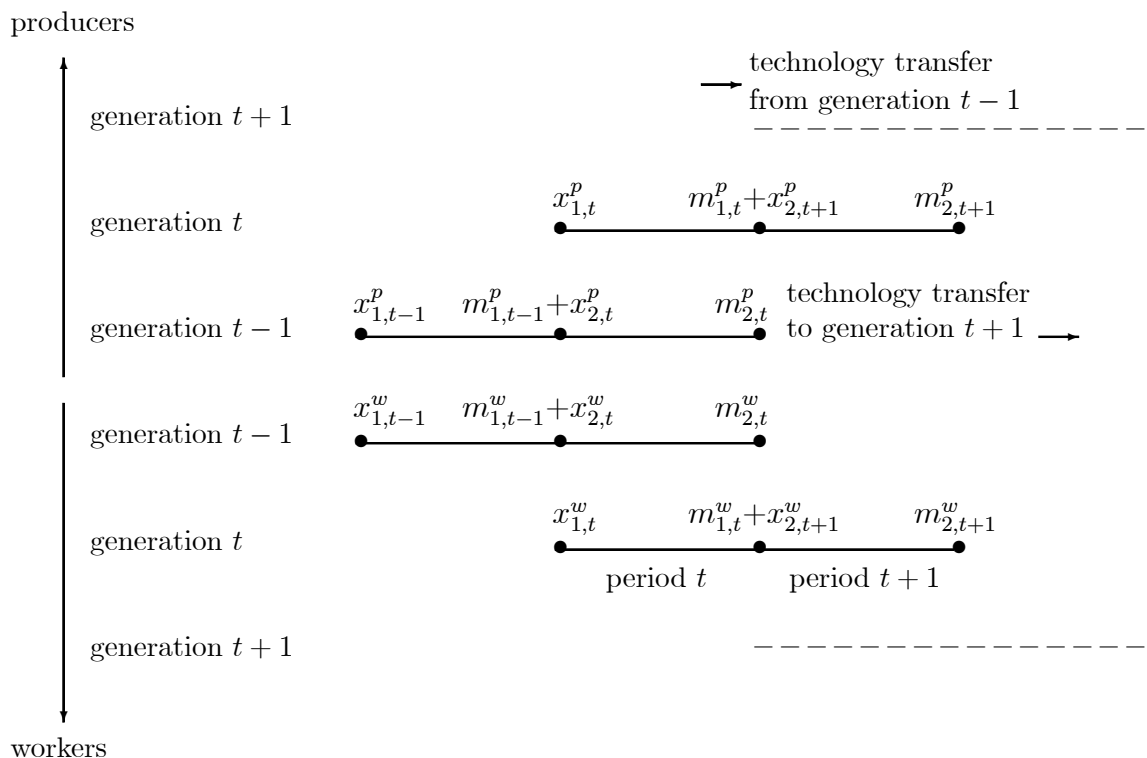 producers
technology transfer
generation t + 1
from generation t − 1
x^p_{1,t} m^p_{1,t}+x^p_{2,t+1} m^p_{2,t+1}
generation t
x^p_{1,t−1} m^p_{1,t−1}+x^p_{2,t} m^p_{2,t} technology transfer
generation t − 1
to generation t + 1
x^w_{1,t−1} m^w_{1,t−1}+x^w_{2,t} m^w_{2,t}
generation t − 1
x^w_{1,t} m^w_{1,t}+x^w_{2,t+1} m^w_{2,t+1}
generation t
period t period t + 1
generation t + 1
workers